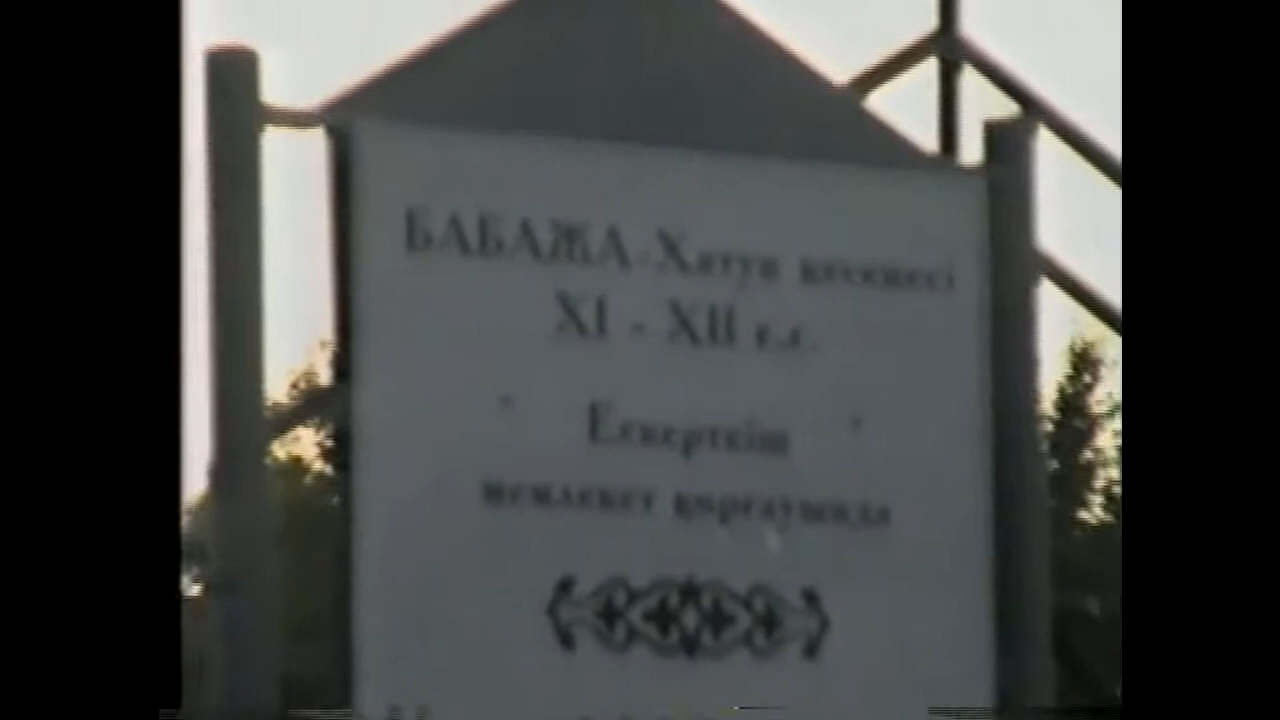 БАБАЖА-Хатун кесенесі
XI - XII ғ.ғ.
Ескерткіш
мемлекет қорғауында